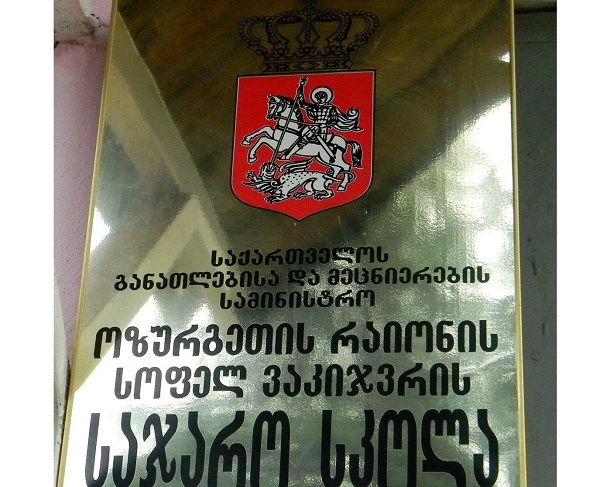 საქართველოს
განათლებისა და მეცნიერების
სამინისტრო
ოზურგეთის რაიონის
სოფელ ვაკიჯვრის
საჯარო სკოლა